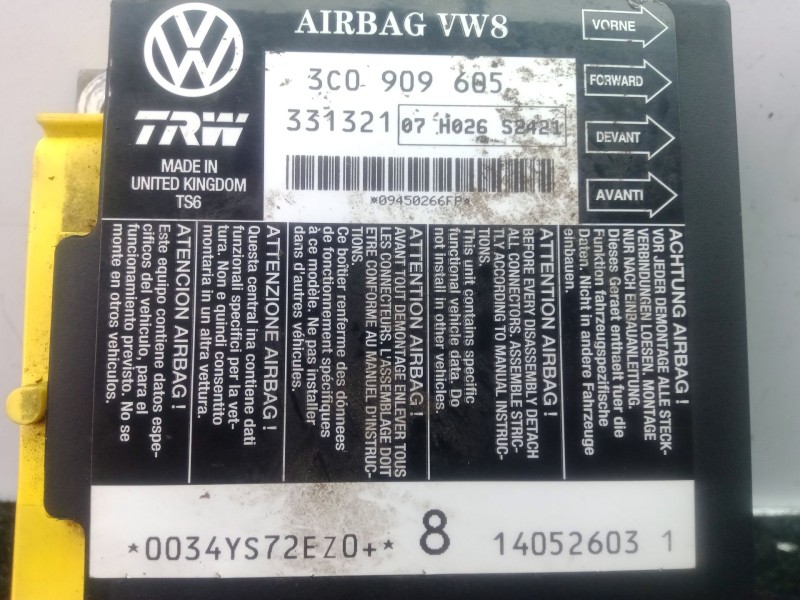 AIRBAG VW8
VW
3C0 909 605
331321 07 H026 S2421
*09450266FP*
TRW
MADE IN
UNITED KINGDOM
TS6
VORNE
FORWARD
DEVANT
AVANTI
ACHTUNG AIRBAG !
VOR JEDER DEMONTAGE ALLE STECK-
VERBINDUNGEN LOESEN. MONTAGE
NUR NACH EINBAUANLEITUNG.
Dieses Geraet enthaelt fuer die
Funktion fahrzeugspezifische
Daten. Nicht in andere Fahrzeuge
einbauen.
ATTENTION AIRBAG !
BEFORE EVERY DISASSEMBLY DETACH
ALL CONNECTORS, ASSEMBLE STRIC-
TLY ACCORDING TO MANUAL INSTRUC-
TIONS.
This unit contains specific
functional vehicle data. Do
not install in other vehicles.
ATTENTION AIRBAG !
AVANT TOUT DEMONTAGE ENLEVER TOUS
LES CONNECTEURS, L'ASSEMBLAGE DOIT
ETRE CONFORME AU MANUEL D'INSTRUC-
TIONS.
Ce boîtier renferme des données
de fonctionnement spécifiques
à ce modèle. Ne pas installer
dans d'autres véhicules.
ATTENZIONE AIRBAG !
Questa central ina contiene dati
funzionali specifici per la vet-
tura. Non e quindi consentito
montaria in un altra vettura.
ATENCION AIRBAG !
Este equipo contiene datos espe-
cificos del vehiculo, para el
funcionamiento previsto. No se
monte en otros vehiculos.
*0034YS72EZ0+* 8 14052603 1